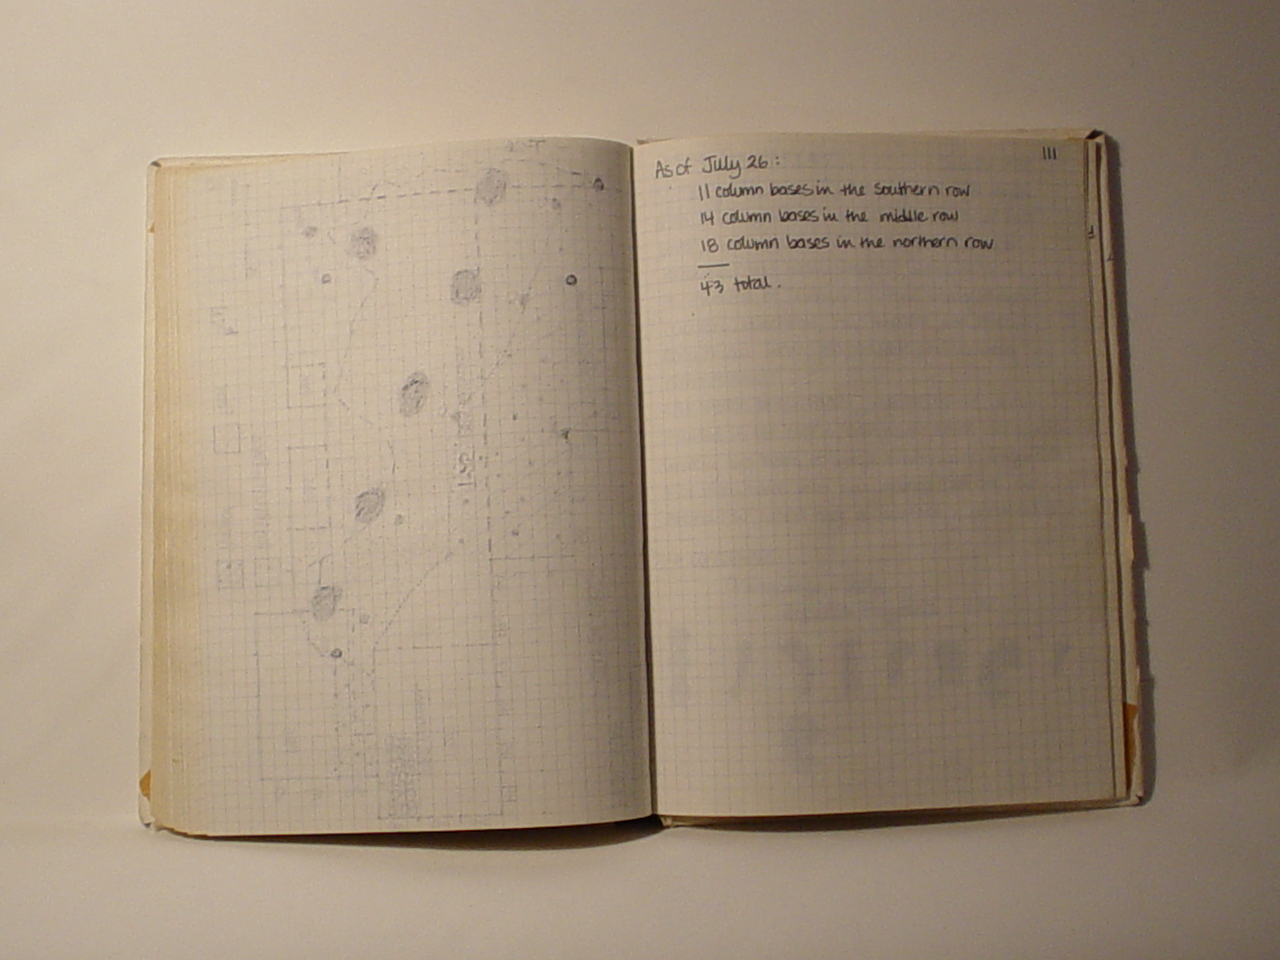 111
As of July 26:
11 column bases in the southern row
14 column bases in the middle row
18 column bases in the northern row
43 total.